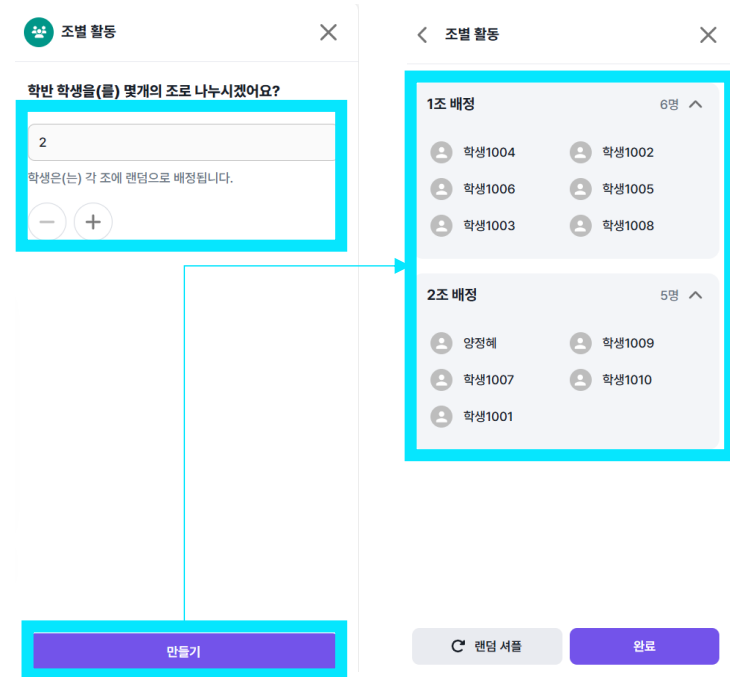 조별 활동
학반 학생을(를) 몇개의 조로 나누시겠어요?
2
학생은(는) 각 조에 랜덤으로 배정됩니다.
만들기
조별 활동
1조 배정 6명
학생1004 학생1002
학생1006 학생1005
학생1003 학생1008
2조 배정 5명
양정혜 학생1009
학생1007 학생1010
학생1001
랜덤 셔플 완료